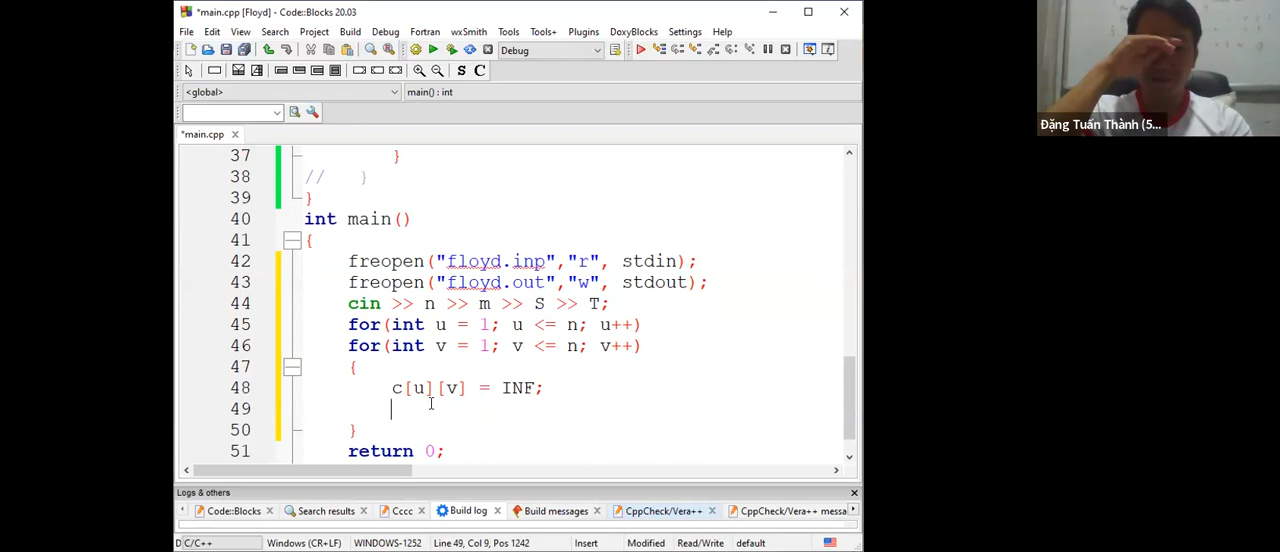 *main.cpp [Floyd] - Code::Blocks 20.03
File Edit View Search Project Build Debug Fortran wxSmith Tools Tools+ Plugins DoxyBlocks Settings Help
Debug
S C
<global> main() : int
*main.cpp
37 }
38 // }
39 }
40 int main()
41 {
42 freopen("floyd.inp","r", stdin);
43 freopen("floyd.out","w", stdout);
44 cin >> n >> m >> S >> T;
45 for(int u = 1; u <= n; u++)
46 for(int v = 1; v <= n; v++)
47 {
48 c[u][v] = INF;
49
50 }
51 return 0;
Logs & others
Code::Blocks Search results Cccc Build log Build messages CppCheck/Vera++ CppCheck/Vera++ messa
D C/C++ Windows (CR+LF) WINDOWS-1252 Line 49, Col 9, Pos 1242 Insert Modified Read/Write default
Đặng Tuấn Thành (5...